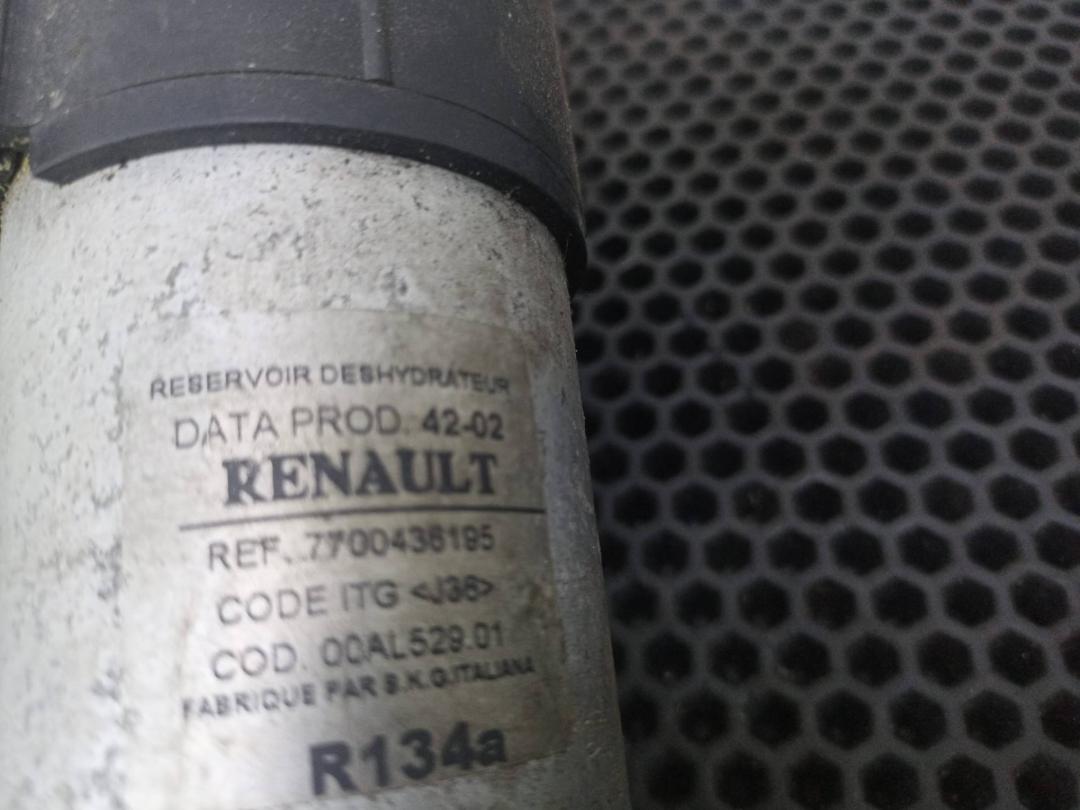 RESERVOIR DESHYDRATEUR
DATA PROD. 42-02
RENAULT
REF. 7700436195
CODE ITG <J36>
COD. 00AL529.01
FABRIQUE PAR S.K.G.ITALIANA
R134a